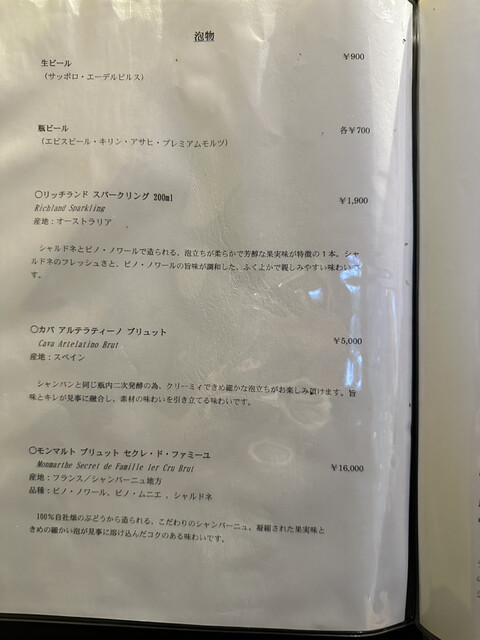 泡物
生ビール ￥900
（サッポロ・エーデルピルス）
瓶ビール 各￥700
（エビスビール・キリン・アサヒ・プレミアムモルツ）
〇リッチランド スパークリング 200ml ￥1,900
Richland Sparkling
産地：オーストラリア
シャルドネとピノ・ノワールで造られる、泡立ちが柔らかで芳醇な果実味が特徴の１本。シャ
ルドネのフレッシュさと、ピノ・ノワールの旨味が調和した、ふくよかで親しみやすい味わいで
す。
〇カバ アルテラティーノ ブリュット ￥5,000
Cava Artelatino Brut
産地：スペイン
シャンパンと同じ瓶内二次発酵の為、クリーミィできめ細かな泡立ちがお楽しみ頂けます。旨
味とキレが見事に融合し、素材の味わいを引き立てる味わいです。
〇モンマルト ブリュット セクレ・ド・ファミーユ ￥16,000
Monmarthe Secret de Famille 1er Cru Brut
産地：フランス／シャンパーニュ地方
品種：ピノ・ノワール、ピノ・ムニエ 、シャルドネ
100％自社畑のぶどうから造られる、こだわりのシャンパーニュ。凝縮された果実味と
きめの細かい泡が見事に溶け込んだコクのある味わいです。